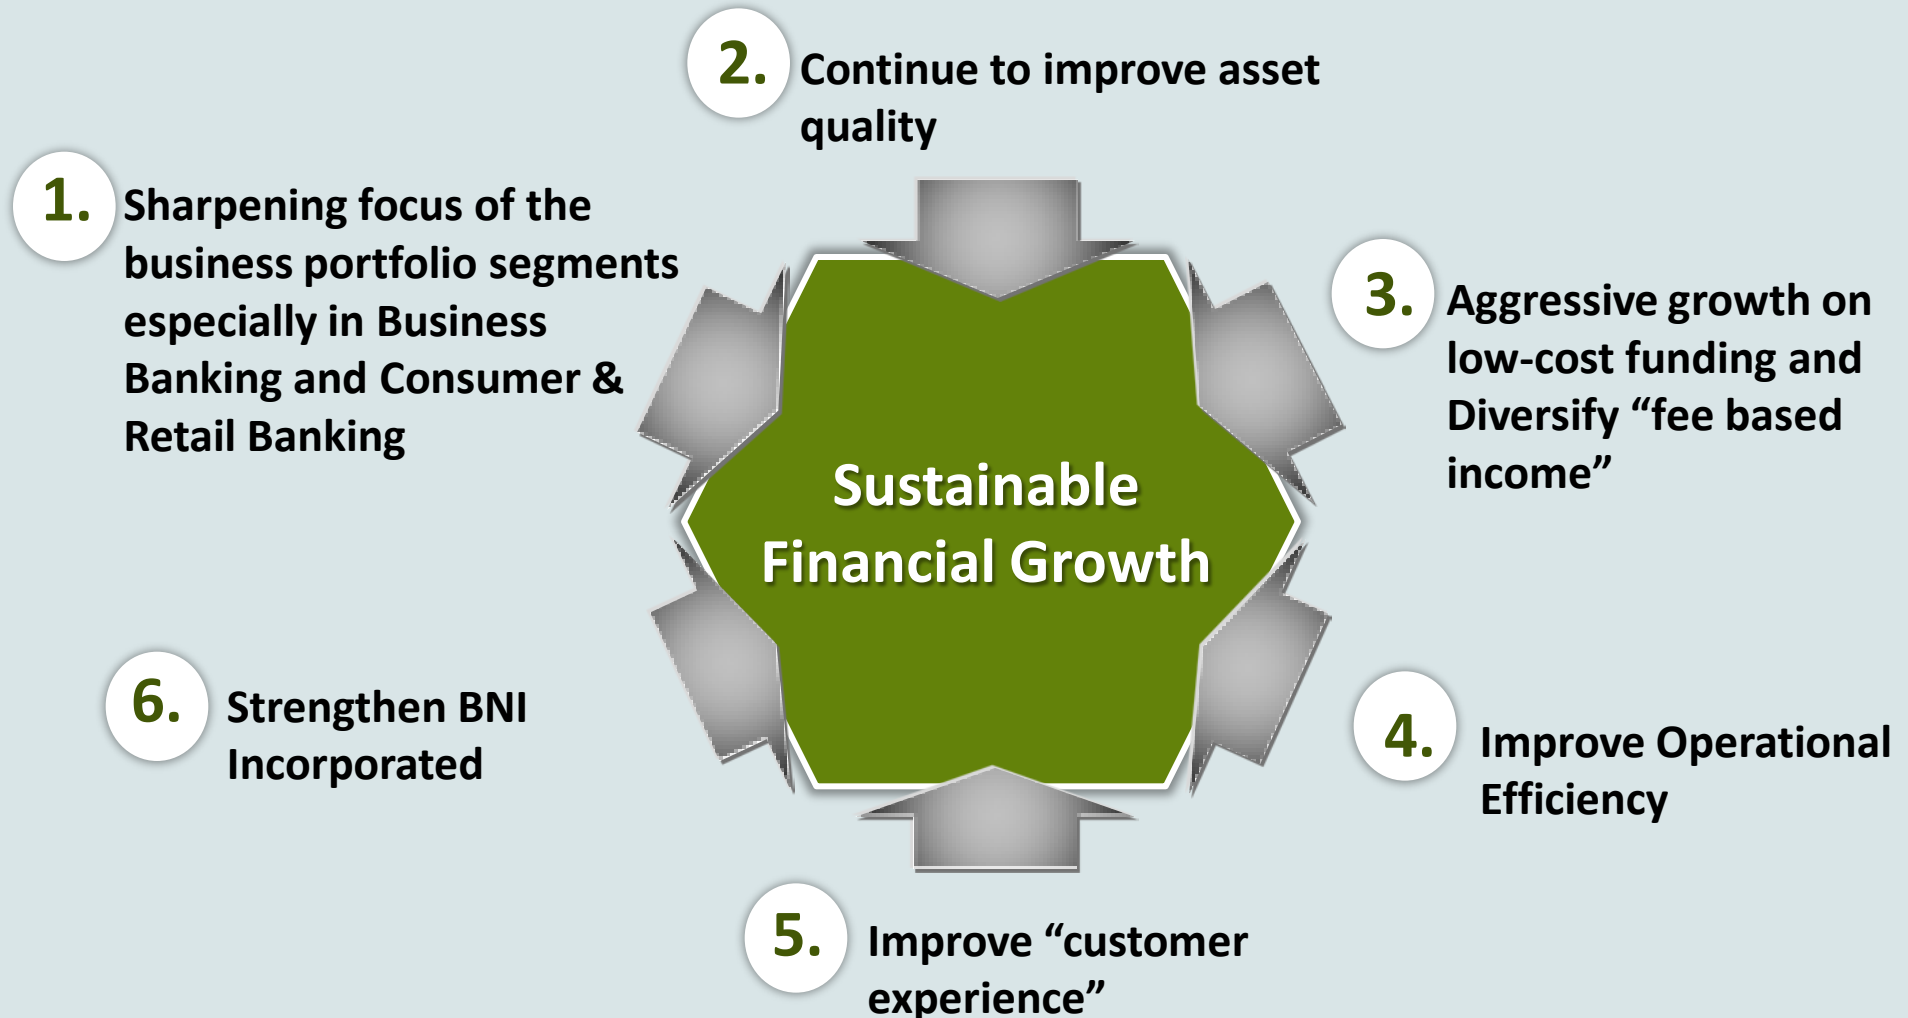 1.
Sharpening focus of the
business portfolio segments
especially in Business
Banking and Consumer &
Retail Banking
2.
Continue to improve asset
quality
3.
Aggressive growth on
low-cost funding and
Diversify “fee based
income”
Sustainable
Financial Growth
4.
Improve Operational
Efficiency
5.
Improve “customer
experience”
6.
Strengthen BNI
Incorporated